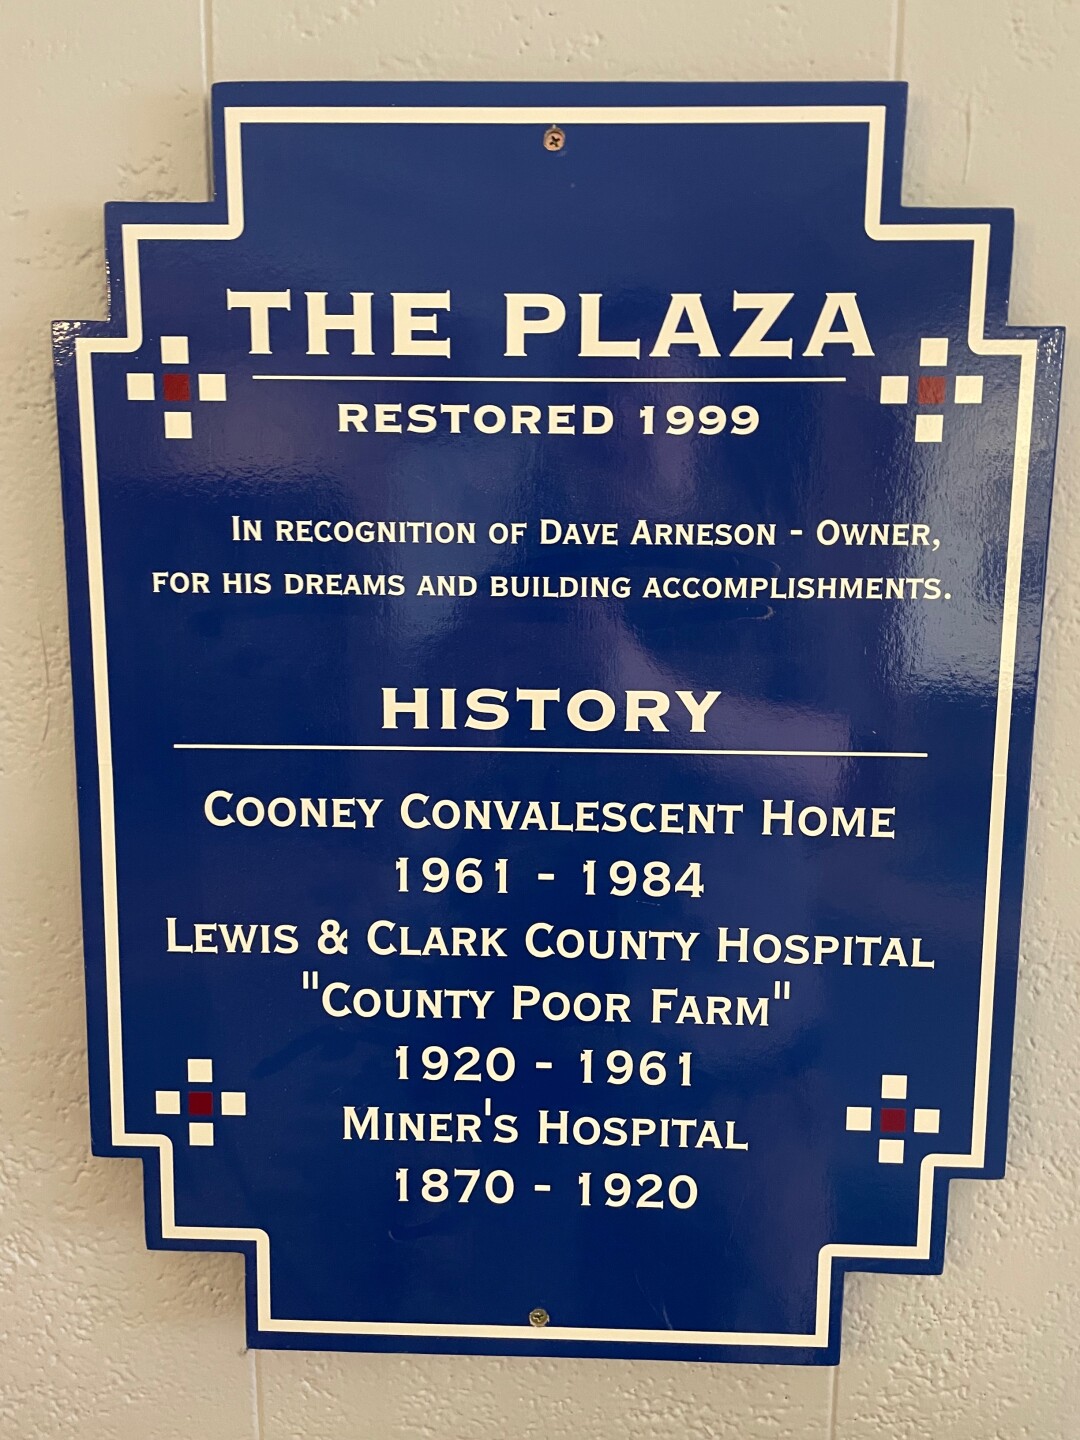 THE PLAZA
RESTORED 1999
IN RECOGNITION OF DAVE ARNESON - OWNER,
FOR HIS DREAMS AND BUILDING ACCOMPLISHMENTS.
HISTORY
COONEY CONVALESCENT HOME
1961 - 1984
LEWIS & CLARK COUNTY HOSPITAL
"COUNTY POOR FARM"
1920 - 1961
MINER'S HOSPITAL
1870 - 1920